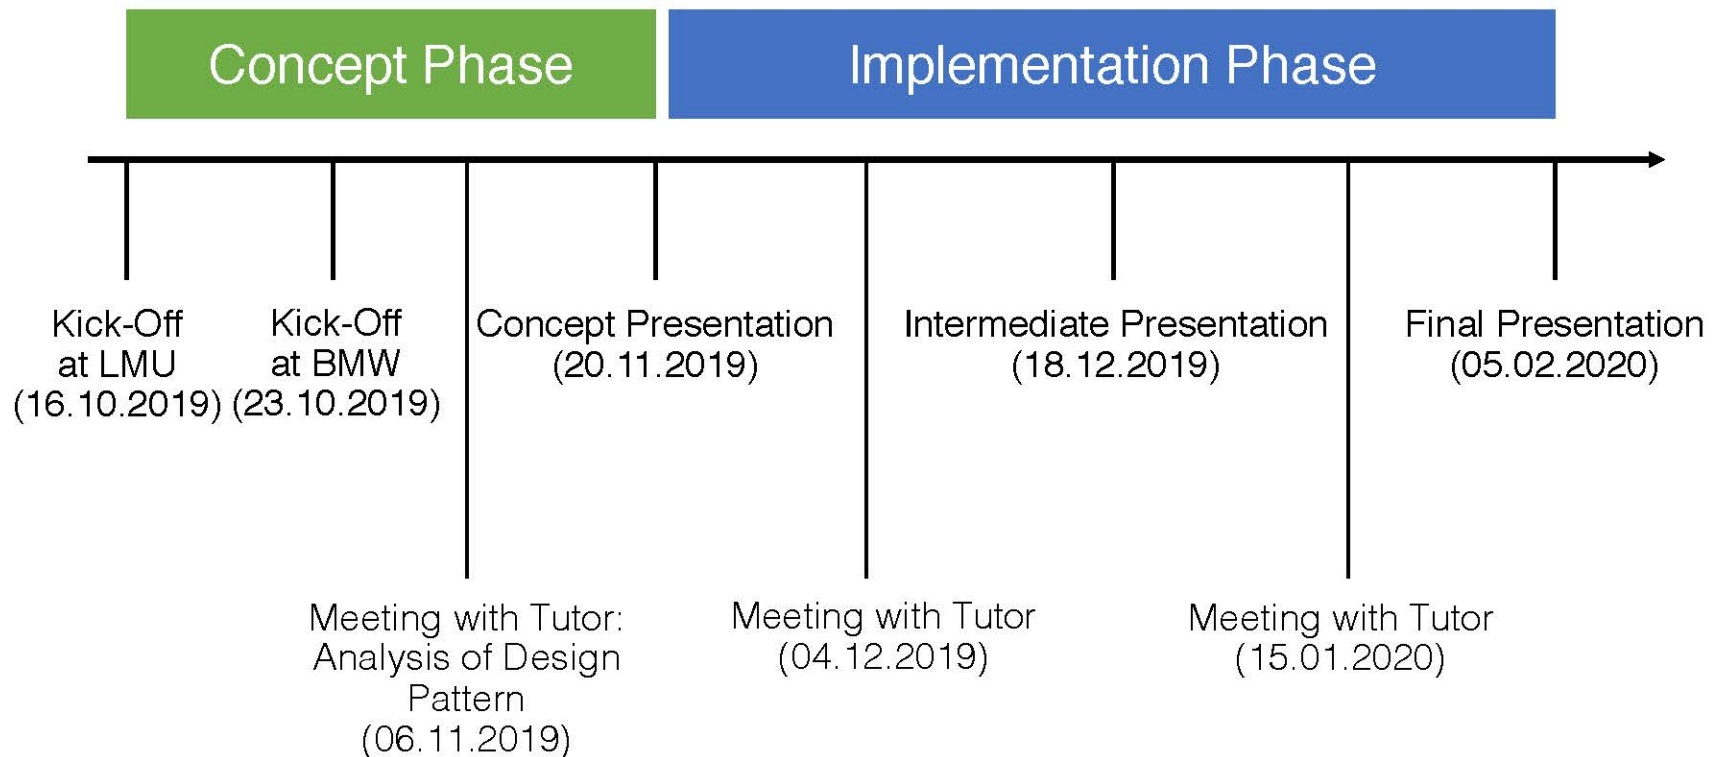 Concept Phase
Implementation Phase
Kick-Off
at LMU
(16.10.2019)
Kick-Off
at BMW
(23.10.2019)
Concept Presentation
(20.11.2019)
Intermediate Presentation
(18.12.2019)
Final Presentation
(05.02.2020)
Meeting with Tutor:
Analysis of Design
Pattern
(06.11.2019)
Meeting with Tutor
(04.12.2019)
Meeting with Tutor
(15.01.2020)